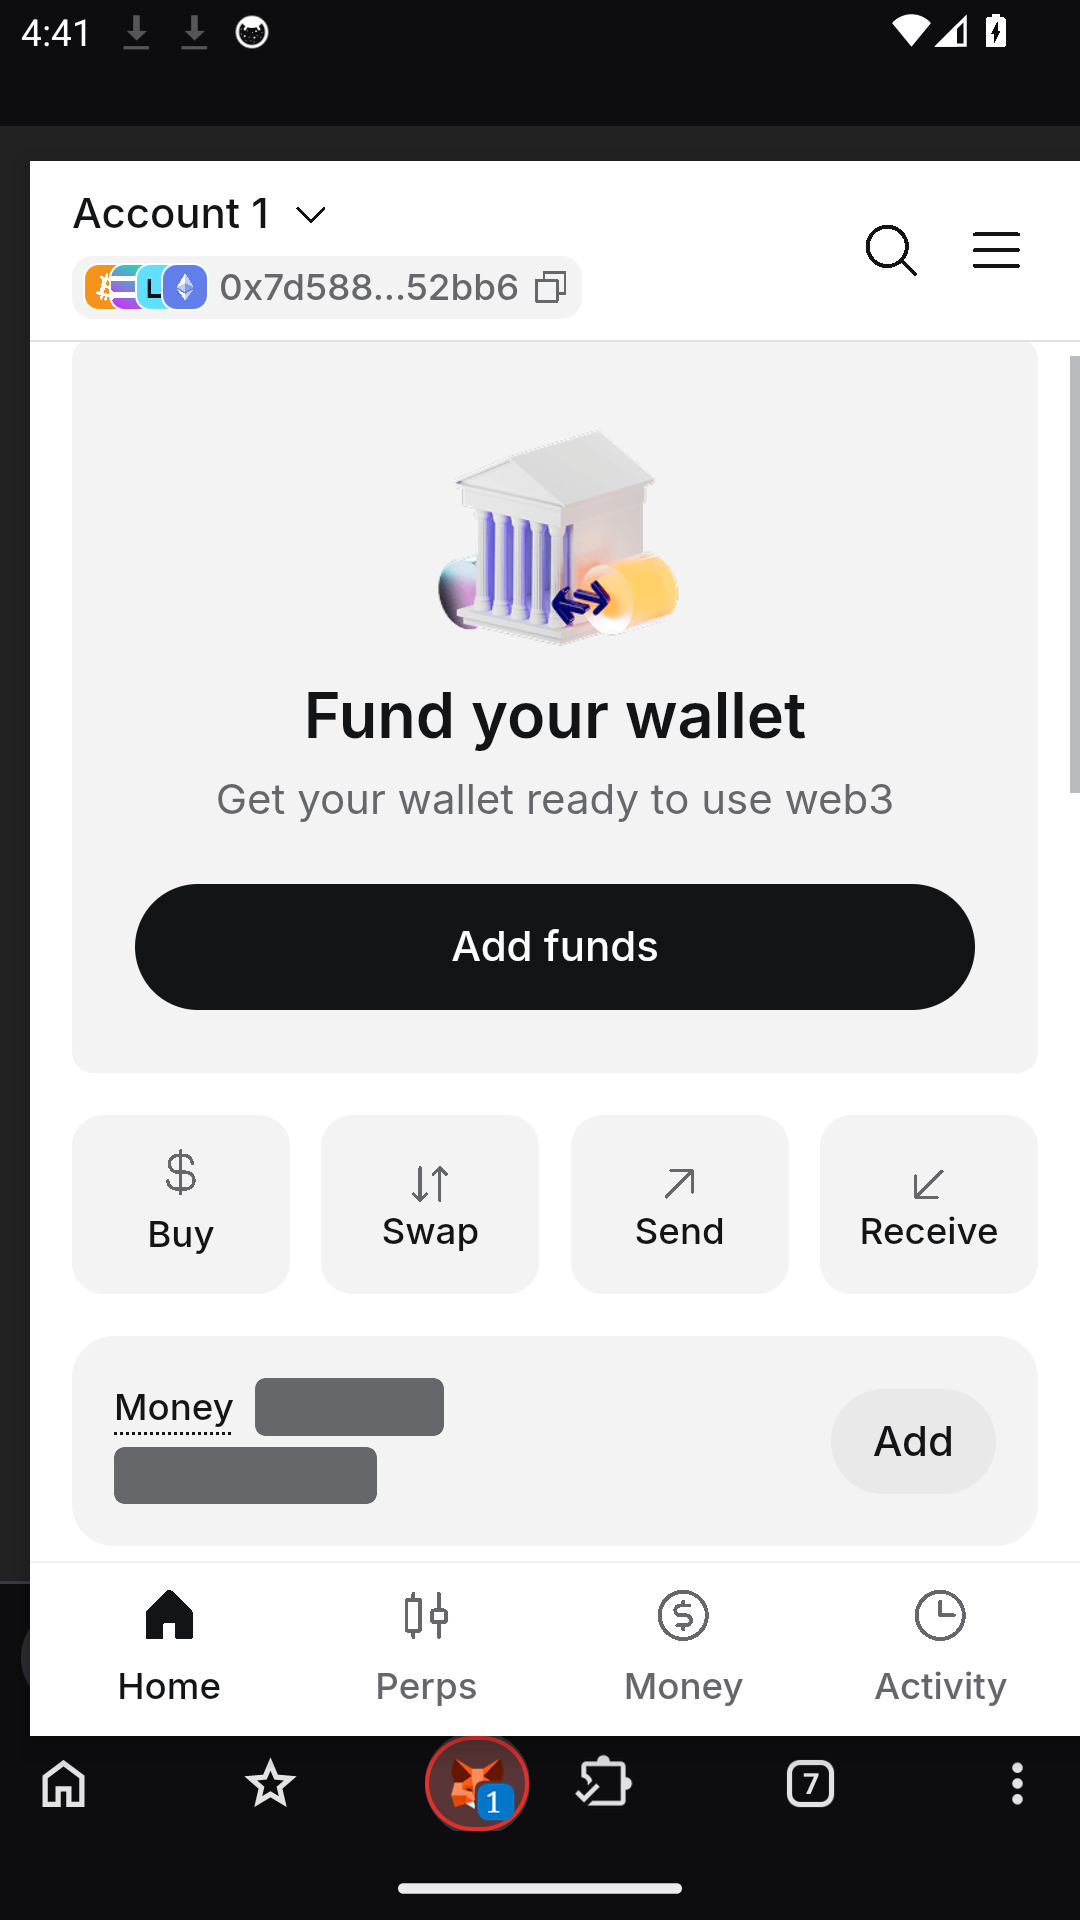 4:41
Account 1
L
0x7d588...52bb6
Fund your wallet
Get your wallet ready to use web3
Add funds
Buy
Swap
Send
Receive
Money
Add
Home
Perps
Money
Activity
1
7